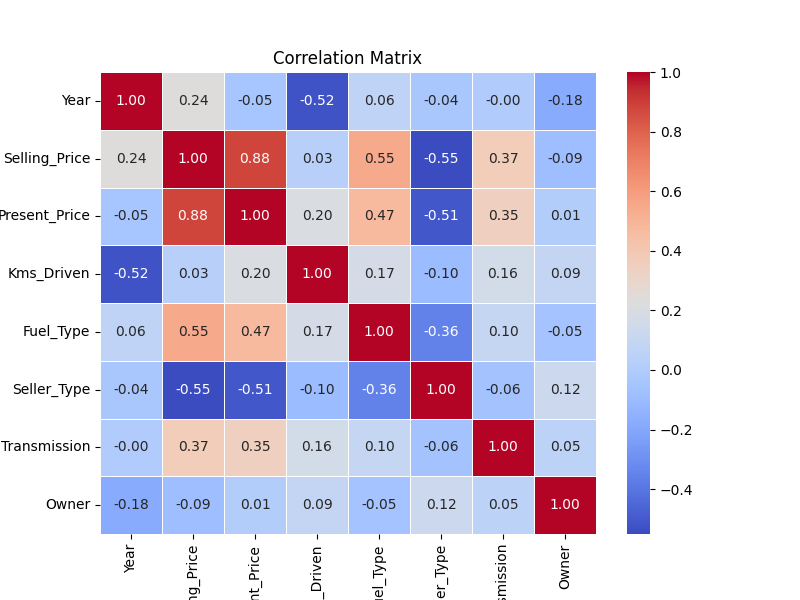 Correlation Matrix
Year 1.00 0.24 -0.05 -0.52 0.06 -0.04 -0.00 -0.18
Selling_Price 0.24 1.00 0.88 0.03 0.55 -0.55 0.37 -0.09
Present_Price -0.05 0.88 1.00 0.20 0.47 -0.51 0.35 0.01
Kms_Driven -0.52 0.03 0.20 1.00 0.17 -0.10 0.16 0.09
Fuel_Type 0.06 0.55 0.47 0.17 1.00 -0.36 0.10 -0.05
Seller_Type -0.04 -0.55 -0.51 -0.10 -0.36 1.00 -0.06 0.12
Transmission -0.00 0.37 0.35 0.16 0.10 -0.06 1.00 0.05
Owner -0.18 -0.09 0.01 0.09 -0.05 0.12 0.05 1.00
Year
ng_Price
nt_Price
_Driven
el_Type
er_Type
smission
Owner
1.0
0.8
0.6
0.4
0.2
0.0
−0.2
−0.4